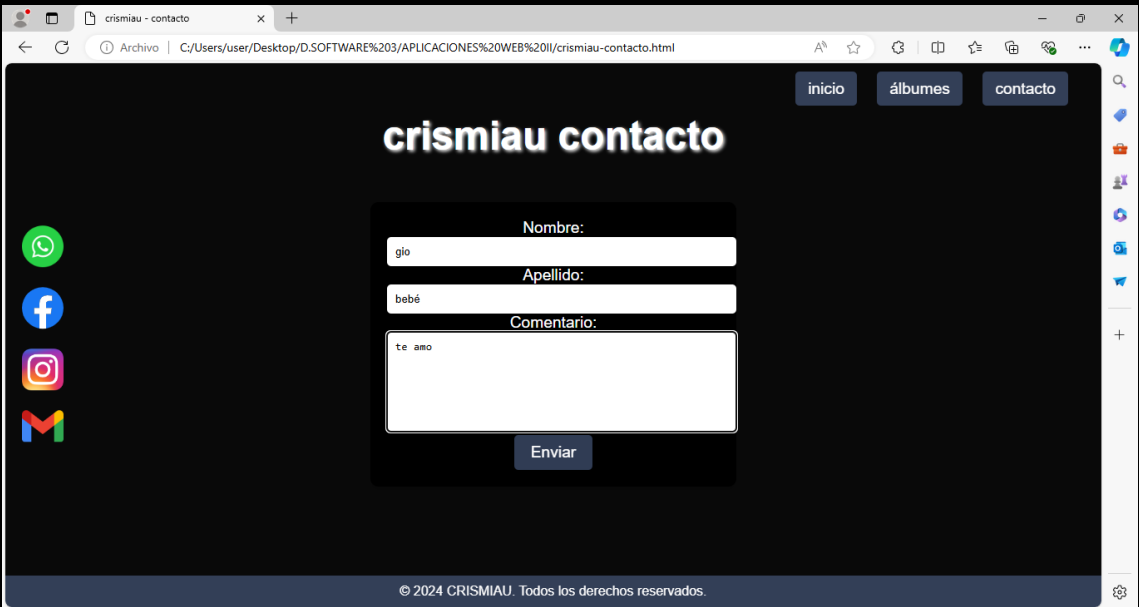 crismiau - contacto
Archivo
C:/Users/user/Desktop/D.SOFTWARE%203/APLICACIONES%20WEB%20II/crismiau-contacto.html
inicio
álbumes
contacto
crismiau contacto
Nombre:
gio
Apellido:
bebé
Comentario:
te amo
Enviar
© 2024 CRISMIAU. Todos los derechos reservados.